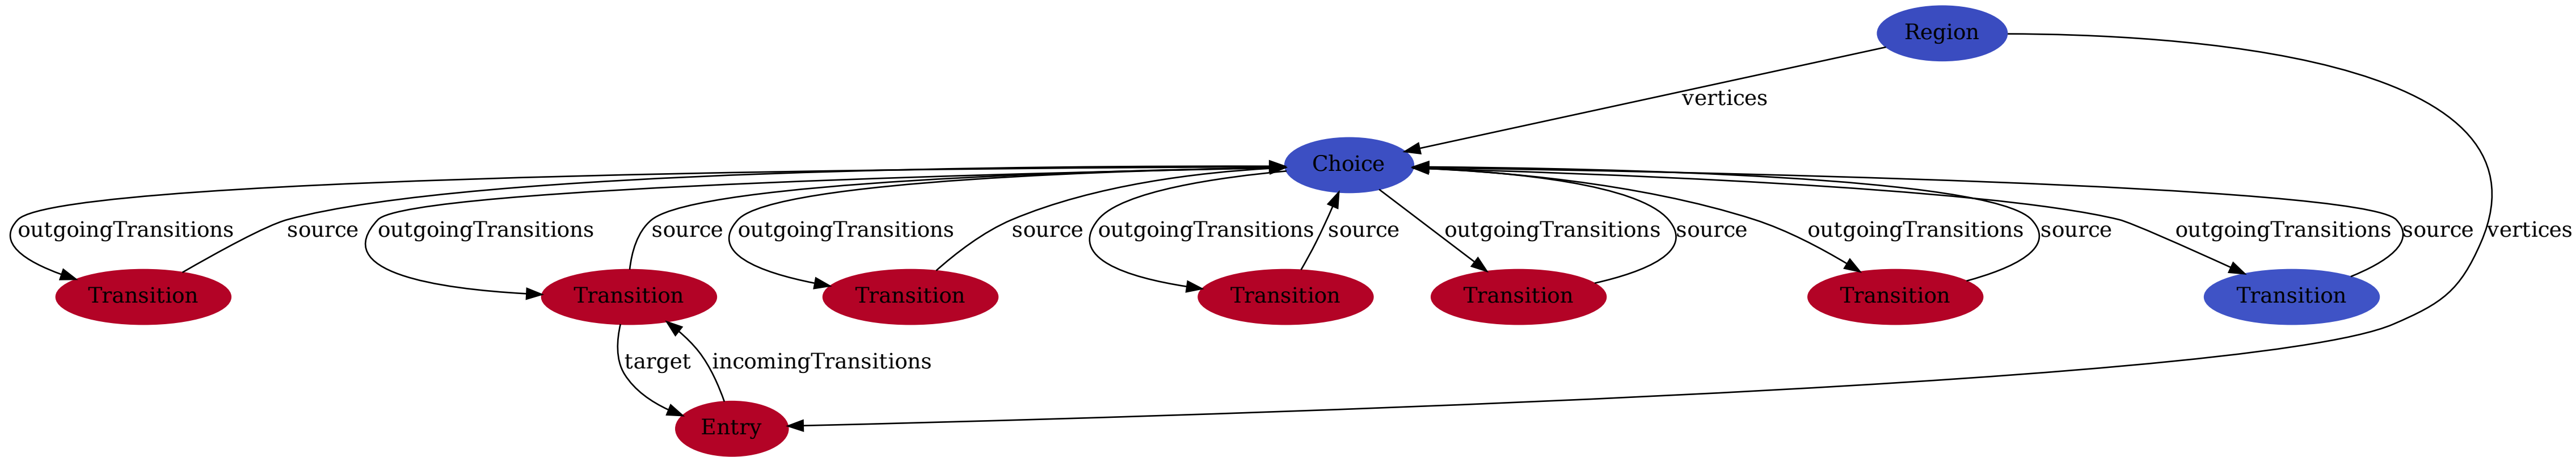 Region
vertices
Choice
outgoingTransitions
source
outgoingTransitions
source
outgoingTransitions
source
outgoingTransitions
source
outgoingTransitions
source
outgoingTransitions
source
outgoingTransitions
source
vertices
Transition
Transition
Transition
Transition
Transition
Transition
Transition
target
incomingTransitions
Entry